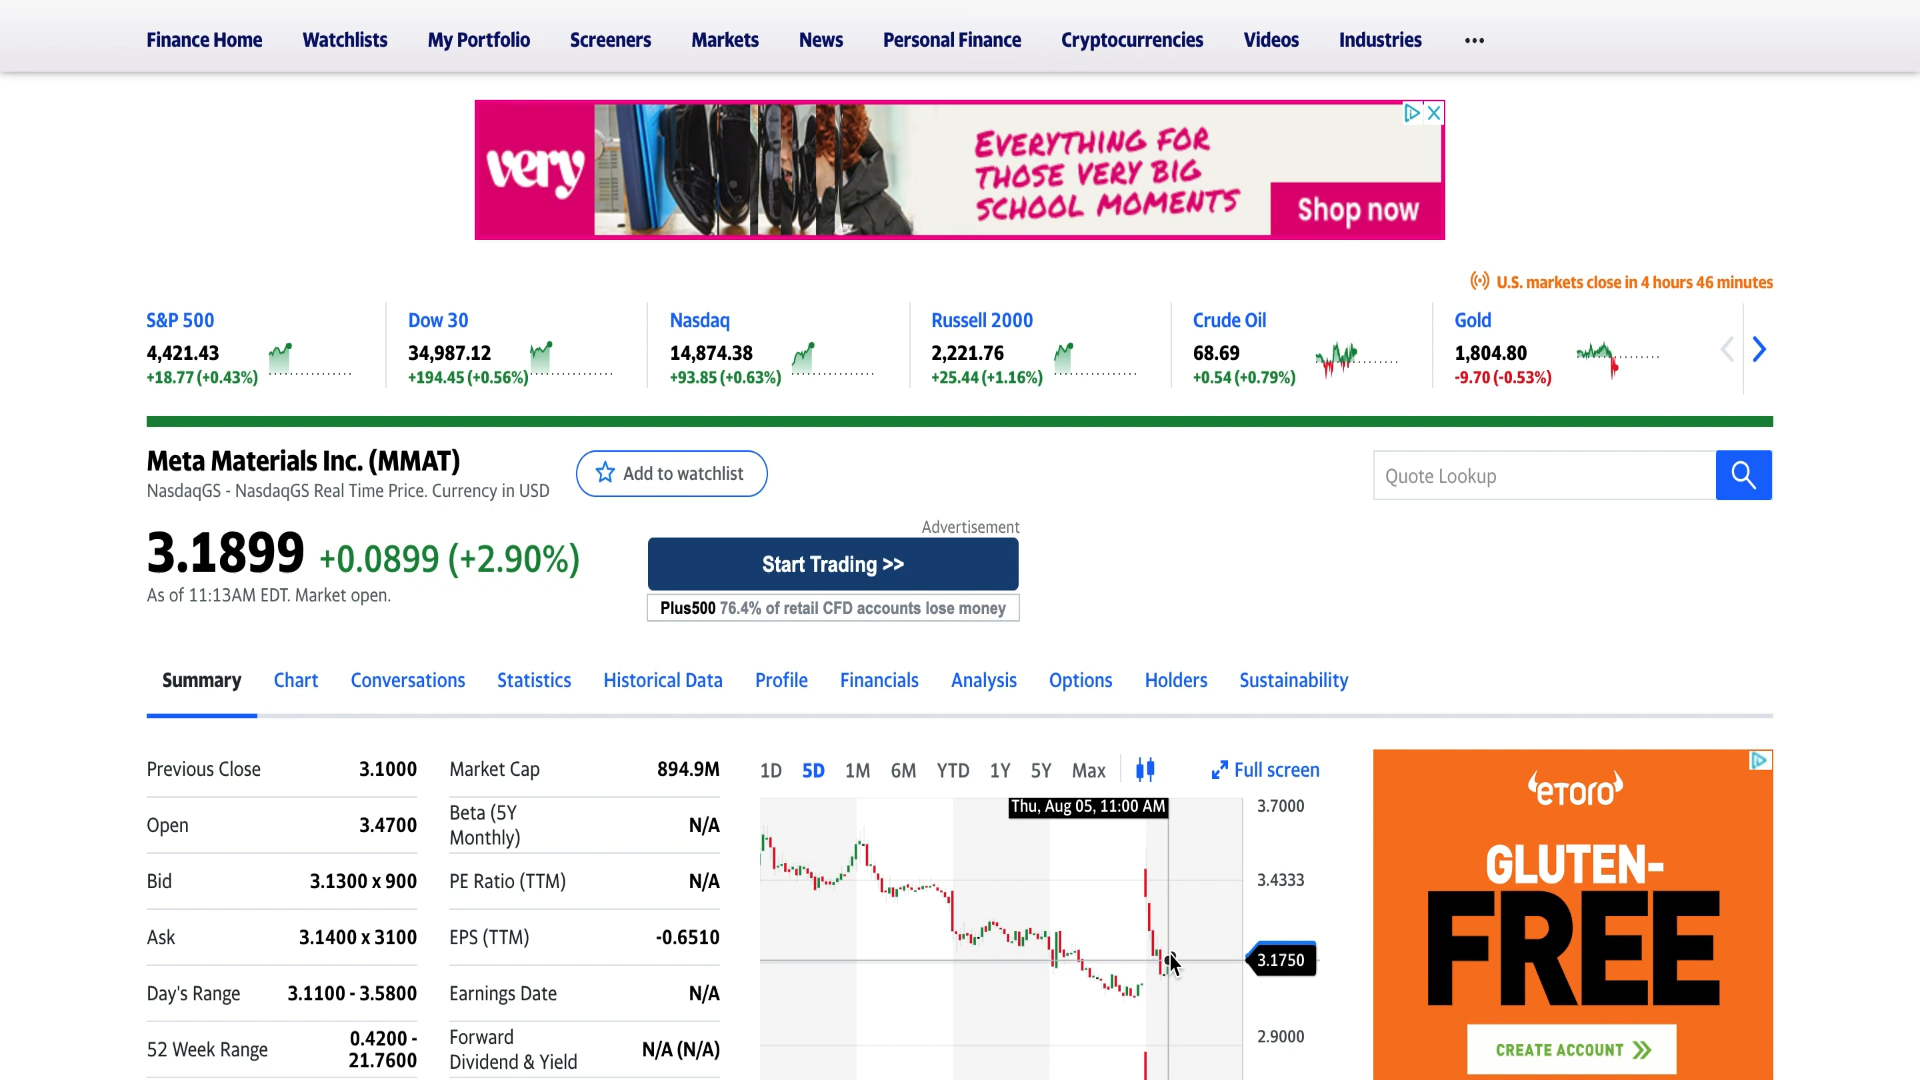 Finance Home Watchlists My Portfolio Screeners Markets News Personal Finance Cryptocurrencies Videos Industries •••
very
EVERYTHING FOR
THOSE VERY BIG
SCHOOL MOMENTS
Shop now
U.S. markets close in 4 hours 46 minutes
S&P 500 Dow 30 Nasdaq Russell 2000 Crude Oil Gold
4,421.43 34,987.12 14,874.38 2,221.76 68.69 1,804.80
+18.77 (+0.43%) +194.45 (+0.56%) +93.85 (+0.63%) +25.44 (+1.16%) +0.54 (+0.79%) -9.70 (-0.53%)
Meta Materials Inc. (MMAT)
NasdaqGS - NasdaqGS Real Time Price. Currency in USD
Add to watchlist
Quote Lookup
3.1899 +0.0899 (+2.90%)
As of 11:13AM EDT. Market open.
Advertisement
Start Trading >>
Plus500 76.4% of retail CFD accounts lose money
Summary Chart Conversations Statistics Historical Data Profile Financials Analysis Options Holders Sustainability
Previous Close 3.1000
Open 3.4700
Bid 3.1300 x 900
Ask 3.1400 x 3100
Day's Range 3.1100 - 3.5800
52 Week Range 0.4200 -
21.7600
Market Cap 894.9M
Beta (5Y
Monthly) N/A
PE Ratio (TTM) N/A
EPS (TTM) -0.6510
Earnings Date N/A
Forward
Dividend & Yield N/A (N/A)
1D 5D 1M 6M YTD 1Y 5Y Max Full screen
Thu, Aug 05, 11:00 AM
3.7000
3.4333
3.1750
2.9000
eToro
GLUTEN-
FREE
CREATE ACCOUNT